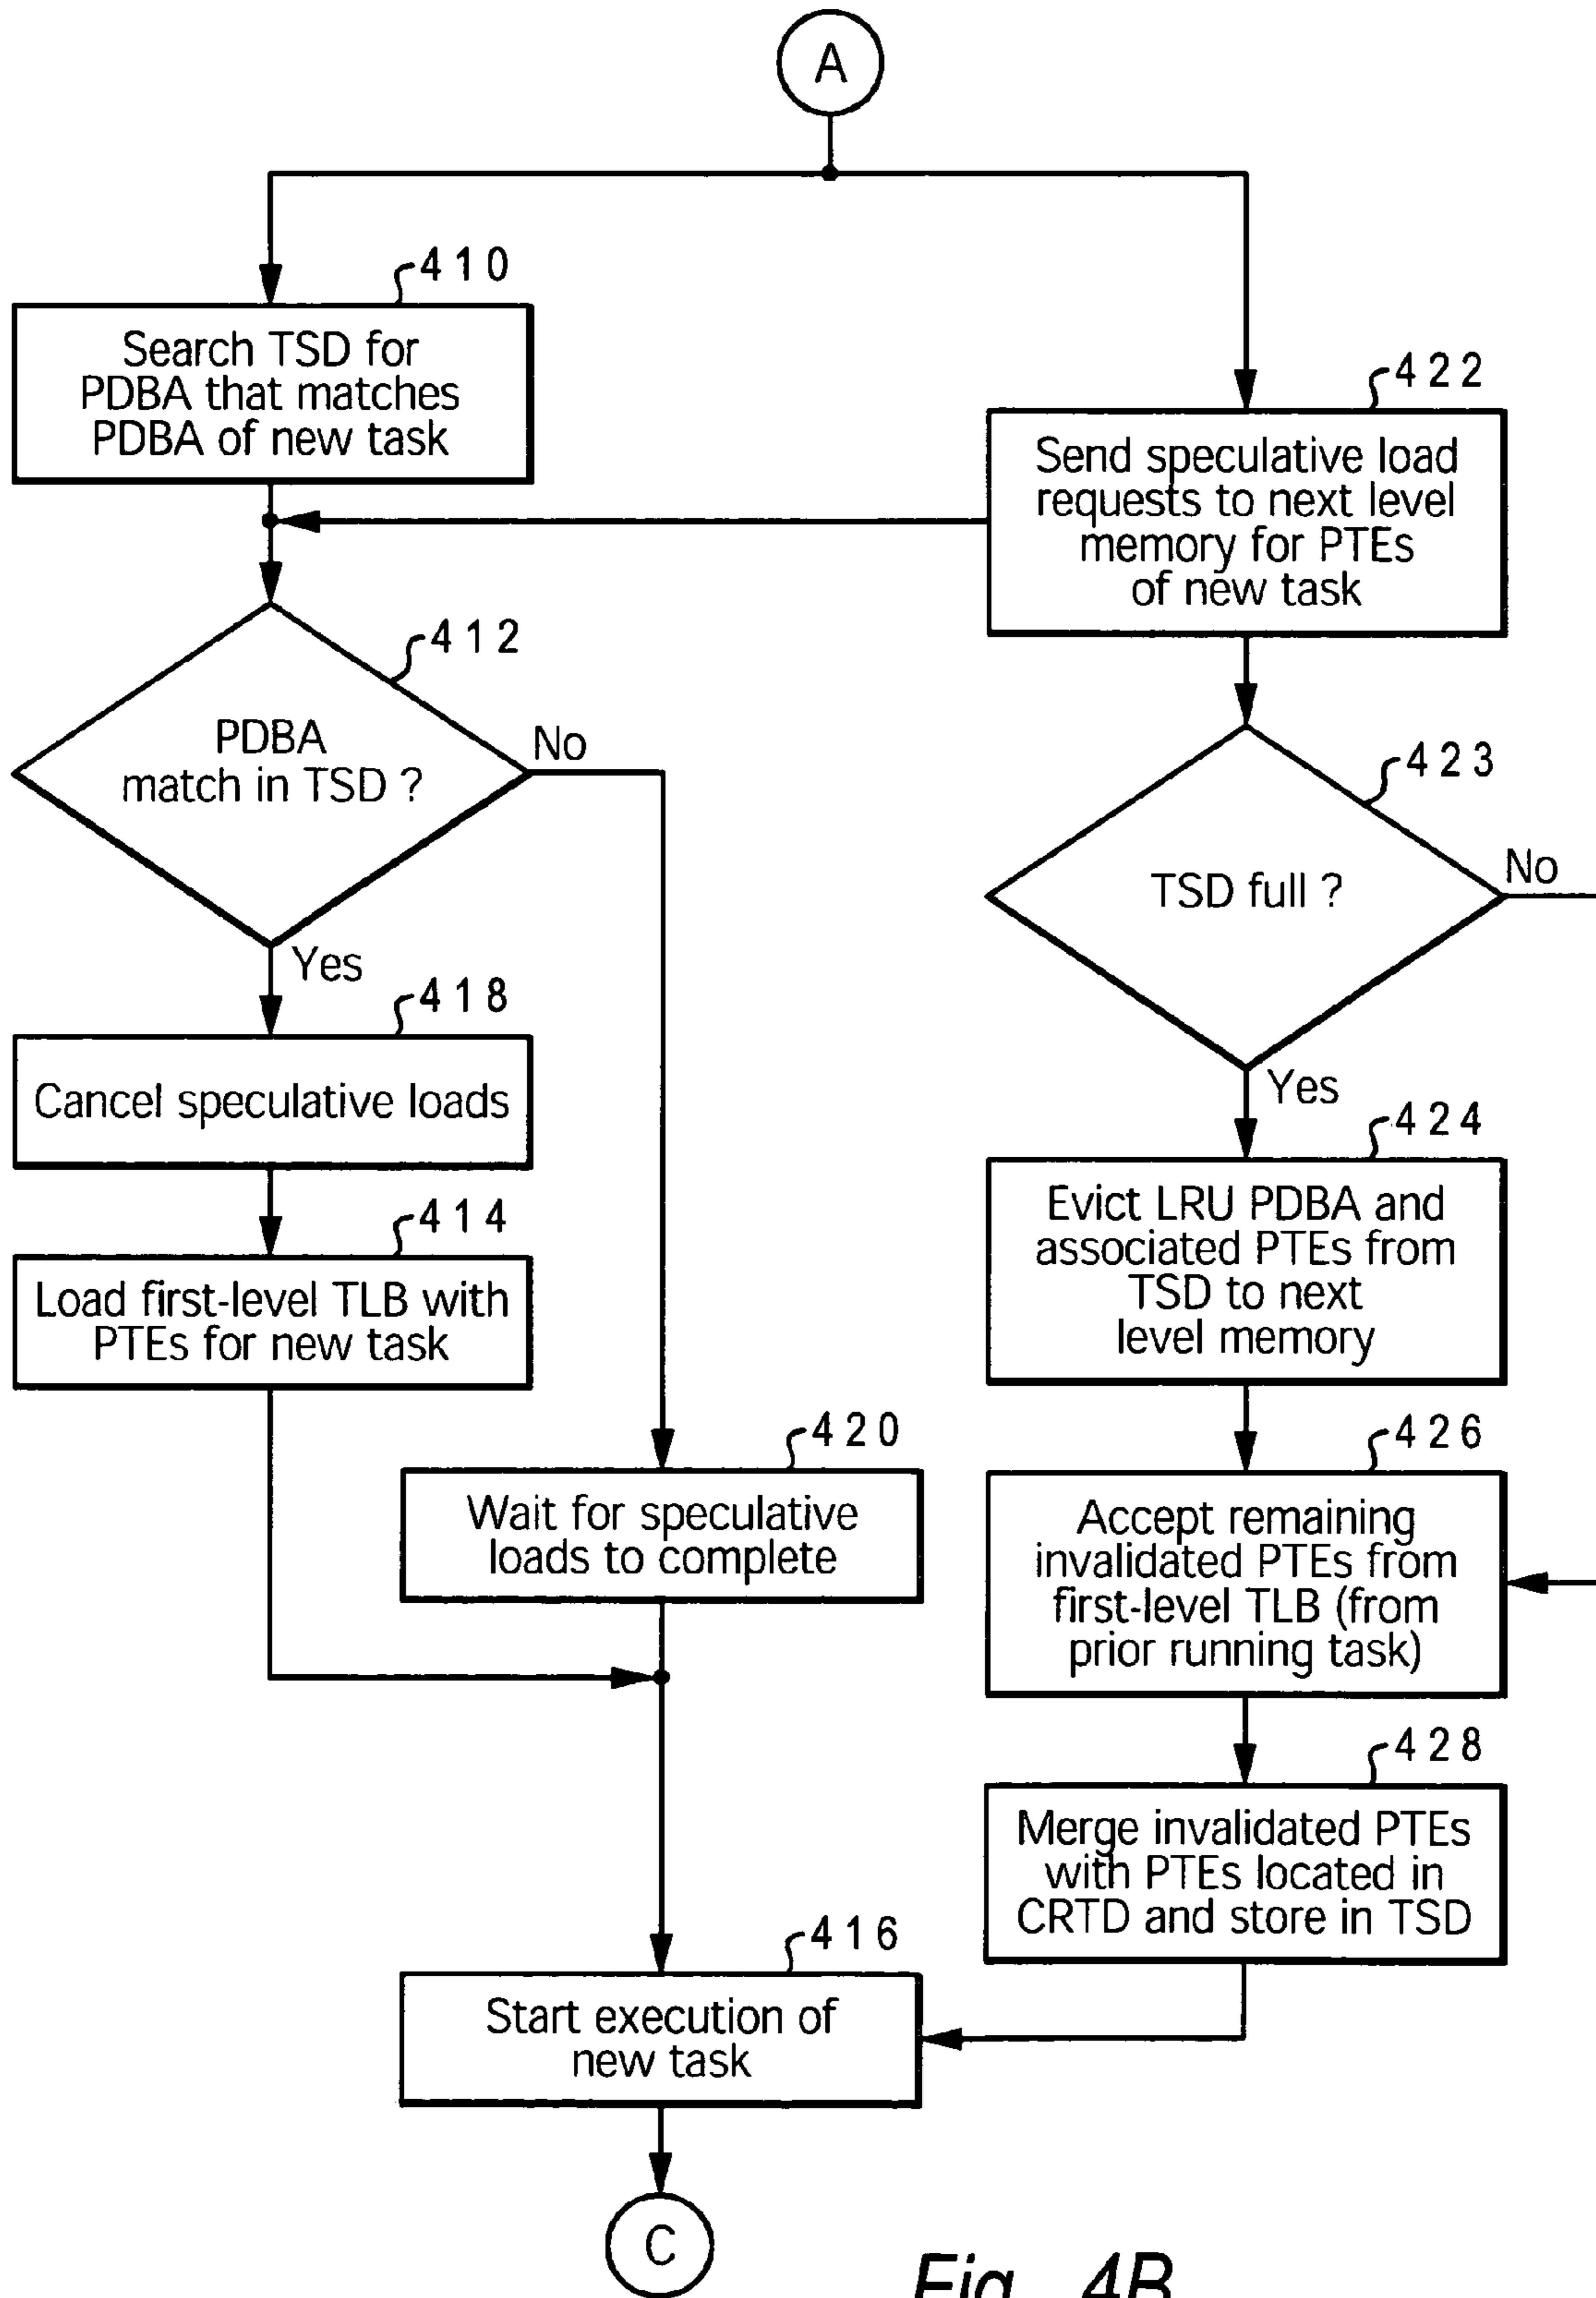 A
410
Search TSD for
PDBA that matches
PDBA of new task
422
Send speculative load
requests to next level
memory for PTEs
of new task
412
PDBA
match in TSD ?
No
Yes
423
TSD full ?
No
Yes
418
Cancel speculative loads
414
Load first-level TLB with
PTEs for new task
424
Evict LRU PDBA and
associated PTEs from
TSD to next
level memory
420
Wait for speculative
loads to complete
426
Accept remaining
invalidated PTEs from
first-level TLB (from
prior running task)
428
Merge invalidated PTEs
with PTEs located in
CRTD and store in TSD
416
Start execution of
new task
C
Fig. 4B